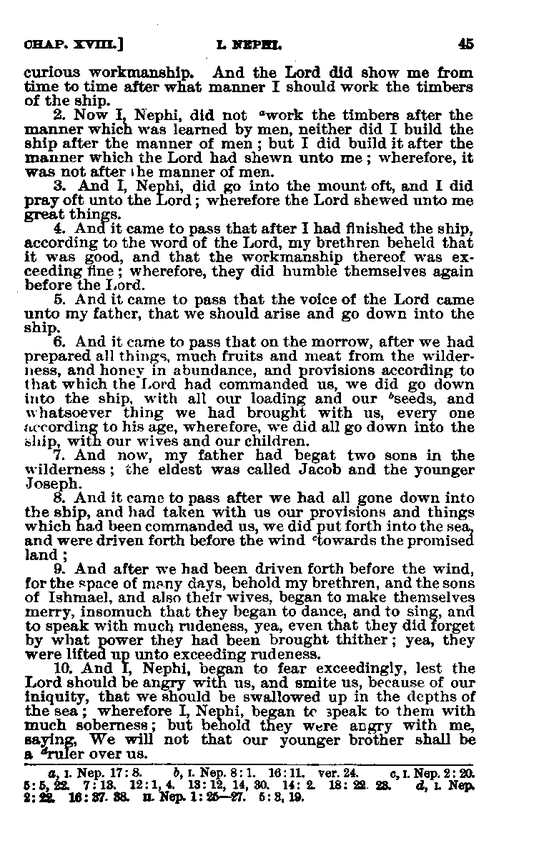 CHAP. XVIII.] I. NEPHI. 45
curious workmanship. And the Lord did show me from
time to time after what manner I should work the timbers
of the ship.
2. Now I, Nephi, did not ᵃwork the timbers after the
manner which was learned by men, neither did I build the
ship after the manner of men; but I did build it after the
manner which the Lord had shewn unto me; wherefore, it
was not after the manner of men.
3. And I, Nephi, did go into the mount oft, and I did
pray oft unto the Lord; wherefore the Lord shewed unto me
great things.
4. And it came to pass that after I had finished the ship,
according to the word of the Lord, my brethren beheld that
it was good, and that the workmanship thereof was ex-
ceeding fine; wherefore, they did humble themselves again
before the Lord.
5. And it came to pass that the voice of the Lord came
unto my father, that we should arise and go down into the
ship.
6. And it came to pass that on the morrow, after we had
prepared all things, much fruits and meat from the wilder-
ness, and honey in abundance, and provisions according to
that which the Lord had commanded us, we did go down
into the ship, with all our loading and our ᵇseeds, and
whatsoever thing we had brought with us, every one
according to his age, wherefore, we did all go down into the
ship, with our wives and our children.
7. And now, my father had begat two sons in the
wilderness; the eldest was called Jacob and the younger
Joseph.
8. And it came to pass after we had all gone down into
the ship, and had taken with us our provisions and things
which had been commanded us, we did put forth into the sea,
and were driven forth before the wind ᶜtowards the promised
land;
9. And after we had been driven forth before the wind,
for the space of many days, behold my brethren, and the sons
of Ishmael, and also their wives, began to make themselves
merry, insomuch that they began to dance, and to sing, and
to speak with much rudeness, yea, even that they did forget
by what power they had been brought thither; yea, they
were lifted up unto exceeding rudeness.
10. And I, Nephi, began to fear exceedingly, lest the
Lord should be angry with us, and smite us, because of our
iniquity, that we should be swallowed up in the depths of
the sea; wherefore I, Nephi, began to speak to them with
much soberness; but behold they were angry with me,
saying, We will not that our younger brother shall be
a ᵈruler over us.
a, I. Nep. 17: 8. b, I. Nep. 8: 1. 16: 11. ver. 24. c, I. Nep. 2: 20.
5: 5, 22. 7: 13. 12: 1, 4. 13: 12, 14, 30. 14: 2. 18: 22. 23. d, I. Nep.
2: 22. 16: 37. 38. II. Nep. 1: 25—27. 5: 3, 19.